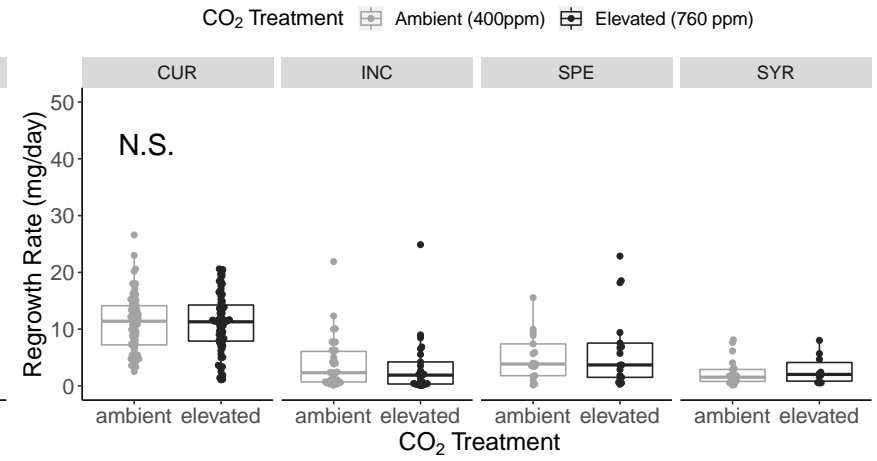 CO₂ Treatment Ambient (400ppm) Elevated (760 ppm)
CUR INC SPE SYR
Regrowth Rate (mg/day)
50
N.S.
40
30
20
10
0
ambient elevated ambient elevated ambient elevated ambient elevated
CO₂ Treatment